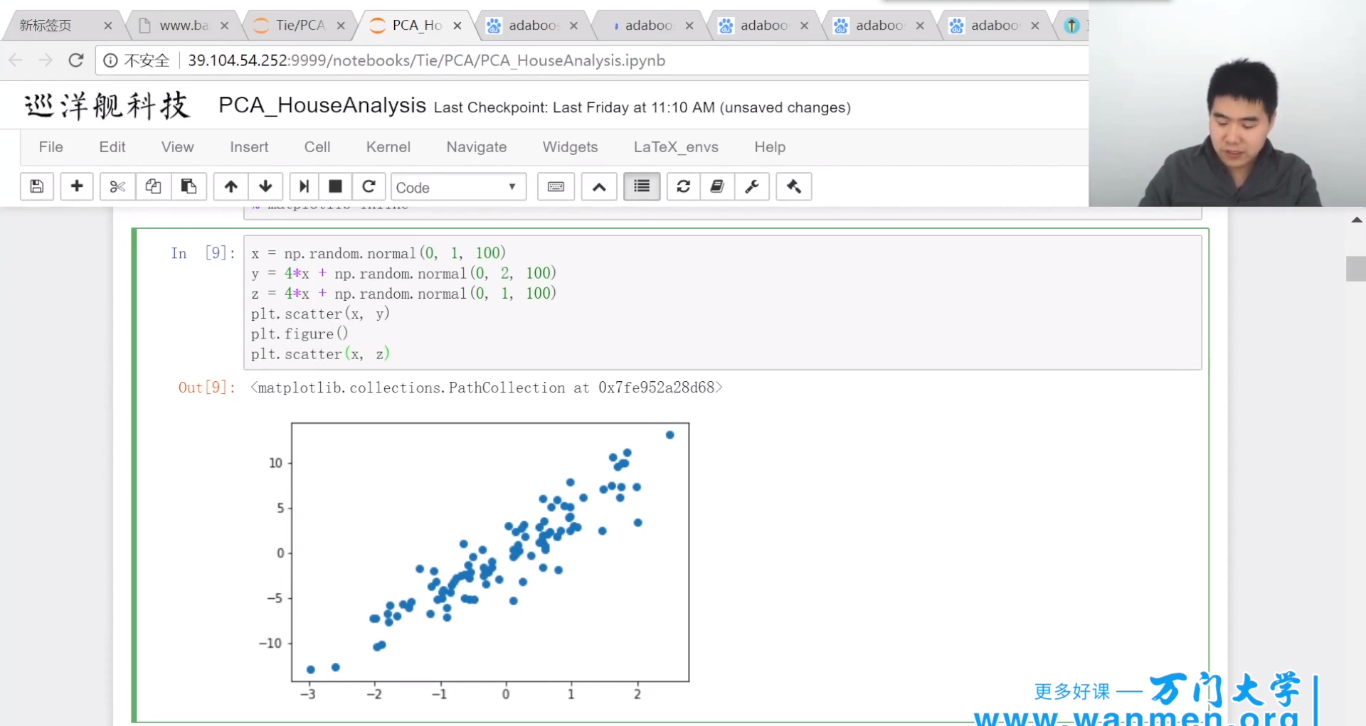 新标签页
www.ba
Tie/PCA
PCA_Ho
adaboo
adaboo
adaboo
adaboo
adaboo
不安全
39.104.54.252:9999/notebooks/Tie/PCA/PCA_HouseAnalysis.ipynb
巡洋舰科技
PCA_HouseAnalysis Last Checkpoint: Last Friday at 11:10 AM (unsaved changes)
File Edit View Insert Cell Kernel Navigate Widgets LaTeX_envs Help
Code
% matplotlib inline
In [9]:
x = np.random.normal(0, 1, 100)
y = 4*x + np.random.normal(0, 2, 100)
z = 4*x + np.random.normal(0, 1, 100)
plt.scatter(x, y)
plt.figure()
plt.scatter(x, z)
Out[9]: <matplotlib.collections.PathCollection at 0x7fe952a28d68>
10
5
0
−5
−10
−3 −2 −1 0 1 2
更多好课 — 万门大学
www.wanmen.org